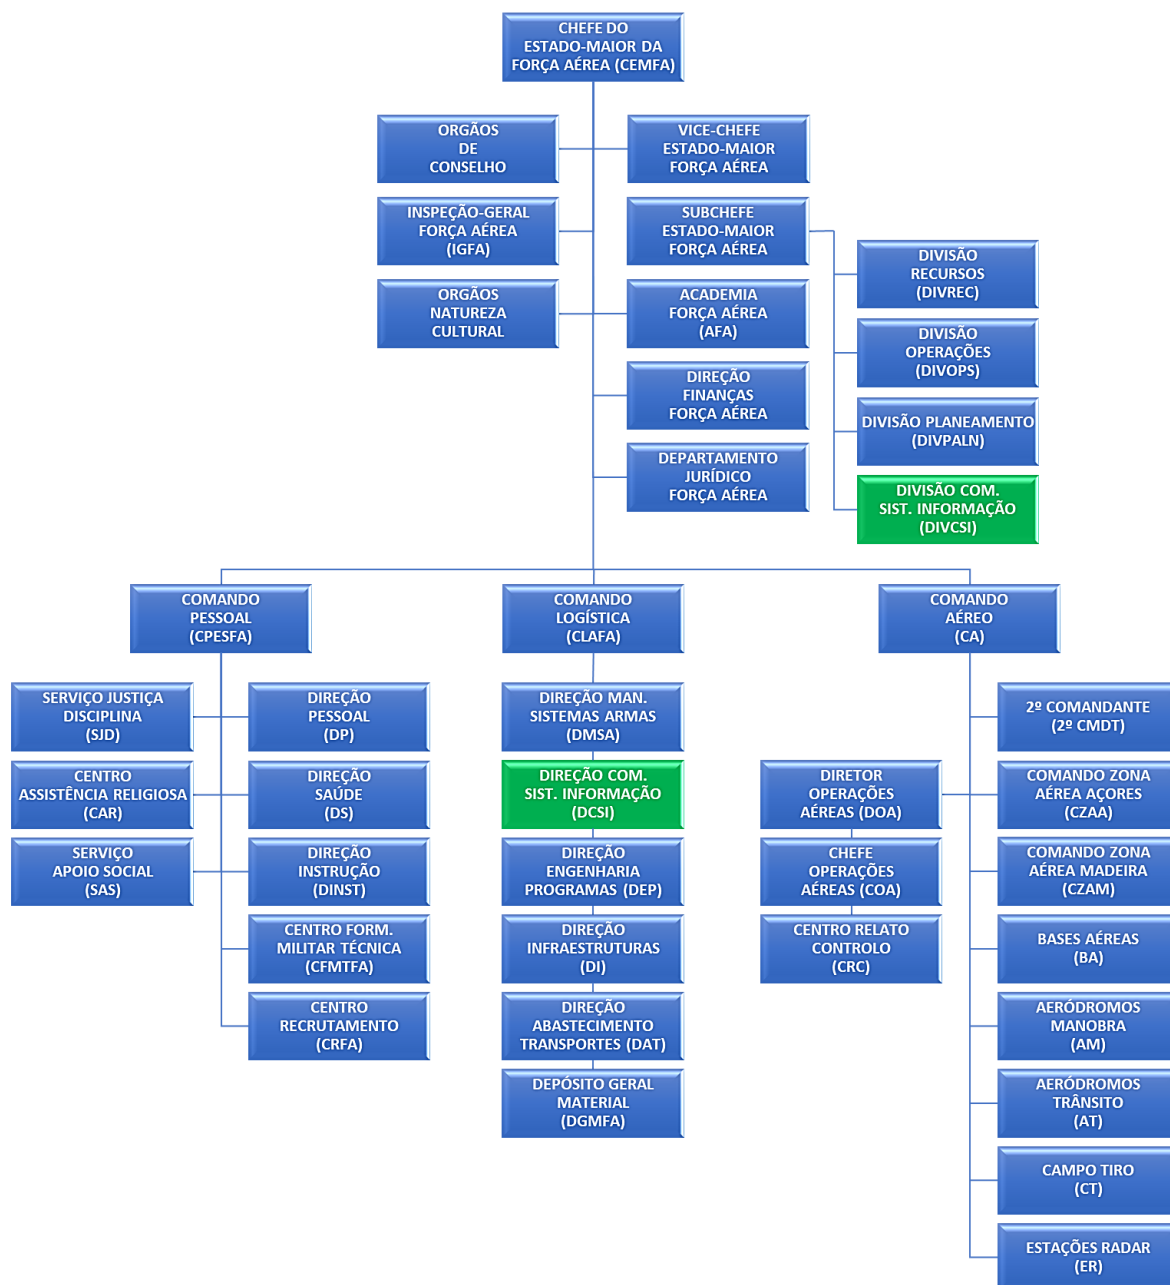 CHEFE DO
ESTADO-MAIOR DA
FORÇA AÉREA (CEMFA)
ORGÃOS
DE
CONSELHO
VICE-CHEFE
ESTADO-MAIOR
FORÇA AÉREA
INSPEÇÃO-GERAL
FORÇA AÉREA
(IGFA)
SUBCHEFE
ESTADO-MAIOR
FORÇA AÉREA
DIVISÃO
RECURSOS
(DIVREC)
ORGÃOS
NATUREZA
CULTURAL
ACADEMIA
FORÇA AÉREA
(AFA)
DIVISÃO
OPERAÇÕES
(DIVOPS)
DIREÇÃO
FINANÇAS
FORÇA AÉREA
DIVISÃO PLANEAMENTO
(DIVPALN)
DEPARTAMENTO
JURÍDICO
FORÇA AÉREA
DIVISÃO COM.
SIST. INFORMAÇÃO
(DIVCSI)
COMANDO
PESSOAL
(CPESFA)
COMANDO
LOGÍSTICA
(CLAFA)
COMANDO
AÉREO
(CA)
SERVIÇO JUSTIÇA
DISCIPLINA
(SJD)
DIREÇÃO
PESSOAL
(DP)
CENTRO
ASSISTÊNCIA RELIGIOSA
(CAR)
DIREÇÃO
SAÚDE
(DS)
SERVIÇO
APOIO SOCIAL
(SAS)
DIREÇÃO
INSTRUÇÃO
(DINST)
CENTRO FORM.
MILITAR TÉCNICA
(CFMTFA)
CENTRO
RECRUTAMENTO
(CRFA)
DIREÇÃO MAN.
SISTEMAS ARMAS
(DMSA)
DIREÇÃO COM.
SIST. INFORMAÇÃO
(DCSI)
DIREÇÃO
ENGENHARIA
PROGRAMAS (DEP)
DIREÇÃO
INFRAESTRUTURAS
(DI)
DIREÇÃO
ABASTECIMENTO
TRANSPORTES (DAT)
DEPÓSITO GERAL
MATERIAL
(DGMFA)
DIRETOR
OPERAÇÕES
AÉREAS (DOA)
CHEFE
OPERAÇÕES
AÉREAS (COA)
CENTRO RELATO
CONTROLO
(CRC)
2º COMANDANTE
(2º CMDT)
COMANDO ZONA
AÉREA AÇORES
(CZAA)
COMANDO ZONA
AÉREA MADEIRA
(CZAM)
BASES AÉREAS
(BA)
AERÓDROMOS
MANOBRA
(AM)
AERÓDROMOS
TRÂNSITO
(AT)
CAMPO TIRO
(CT)
ESTAÇÕES RADAR
(ER)